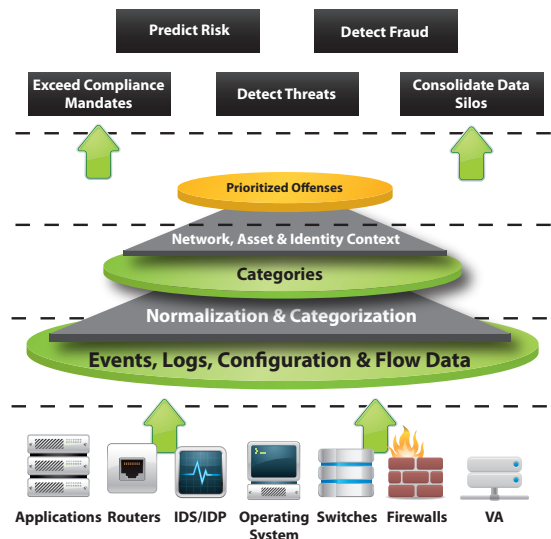 Predict Risk
Detect Fraud
Exceed Compliance
Mandates
Detect Threats
Consolidate Data
Silos
Prioritized Offenses
Network, Asset & Identity Context
Categories
Normalization & Categorization
Events, Logs, Configuration & Flow Data
Applications
Routers
IDS/IDP
Operating
System
Switches
Firewalls
VA